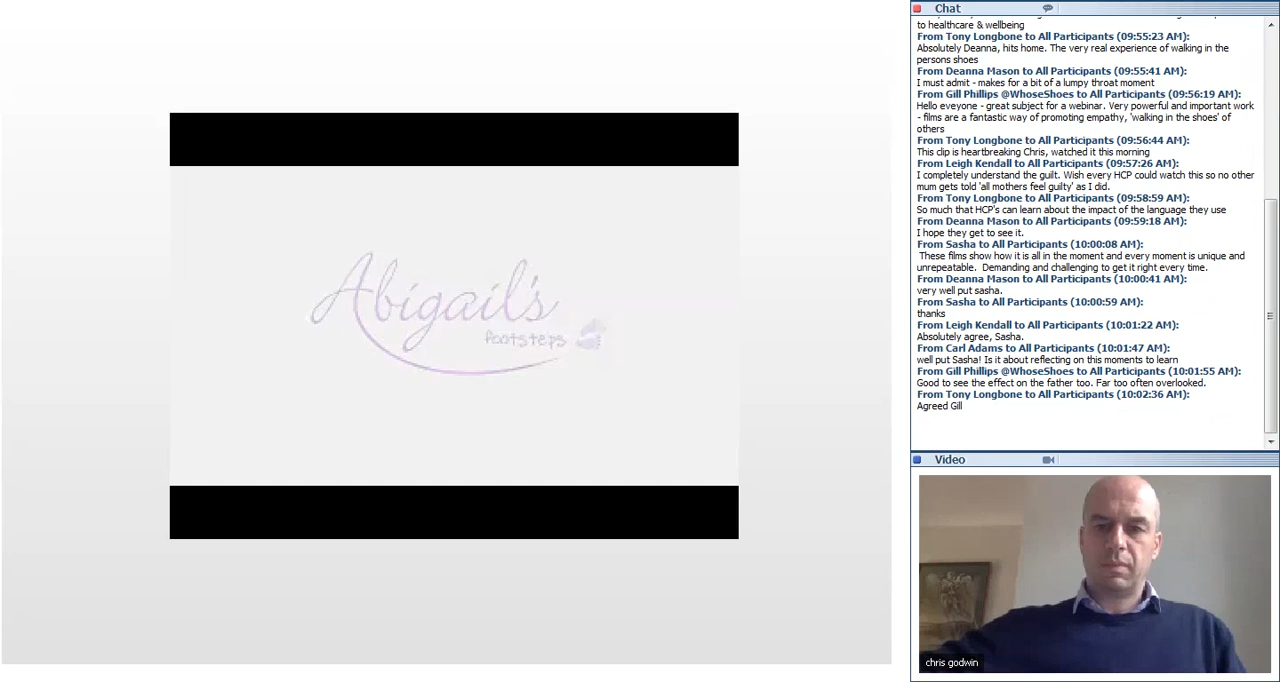 Abigail's
footsteps
Chat
to healthcare & wellbeing
From Tony Longbone to All Participants (09:55:23 AM):
Absolutely Deanna, hits home. The very real experience of walking in the
persons shoes
From Deanna Mason to All Participants (09:55:41 AM):
I must admit - makes for a bit of a lumpy throat moment
From Gill Phillips @WhoseShoes to All Participants (09:56:19 AM):
Hello eveyone - great subject for a webinar. Very powerful and important work
- films are a fantastic way of promoting empathy, 'walking in the shoes' of
others
From Tony Longbone to All Participants (09:56:44 AM):
This clip is heartbreaking Chris, watched it this morning
From Leigh Kendall to All Participants (09:57:26 AM):
I completely understand the guilt. Wish every HCP could watch this so no other
mum gets told 'all mothers feel guilty' as I did.
From Tony Longbone to All Participants (09:58:59 AM):
So much that HCP's can learn about the impact of the language they use
From Deanna Mason to All Participants (09:59:18 AM):
I hope they get to see it.
From Sasha to All Participants (10:00:08 AM):
These films show how it is all in the moment and every moment is unique and
unrepeatable. Demanding and challenging to get it right every time.
From Deanna Mason to All Participants (10:00:41 AM):
very well put sasha.
From Sasha to All Participants (10:00:59 AM):
thanks
From Leigh Kendall to All Participants (10:01:22 AM):
Absolutely agree, Sasha.
From Carl Adams to All Participants (10:01:47 AM):
well put Sasha! Is it about reflecting on this moments to learn
From Gill Phillips @WhoseShoes to All Participants (10:01:55 AM):
Good to see the effect on the father too. Far too often overlooked.
From Tony Longbone to All Participants (10:02:36 AM):
Agreed Gill
Video
chris godwin